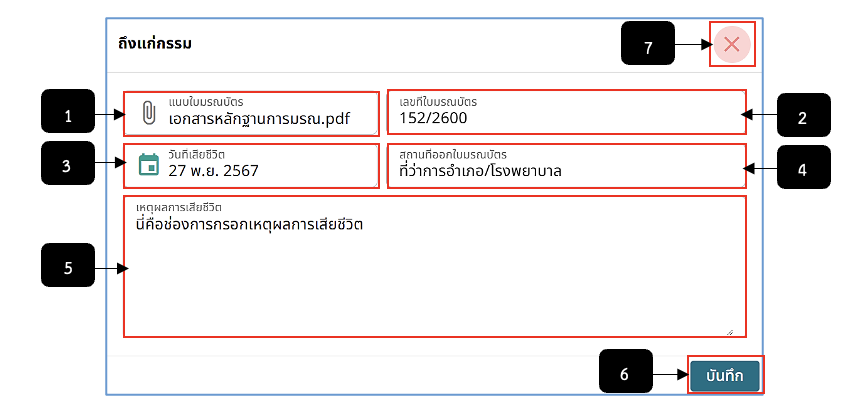 ถึงแก่กรรม
7
1
แนบใบมรณบัตร
เอกสารหลักฐานการมรณ.pdf
เลขที่ใบมรณบัตร
152/2600
2
3
วันที่เสียชีวิต
27 พ.ย. 2567
สถานที่ออกใบมรณบัตร
ที่ว่าการอำเภอ/โรงพยาบาล
4
เหตุผลการเสียชีวิต
นี่คือช่องการกรอกเหตุผลการเสียชีวิต
5
6
บันทึก